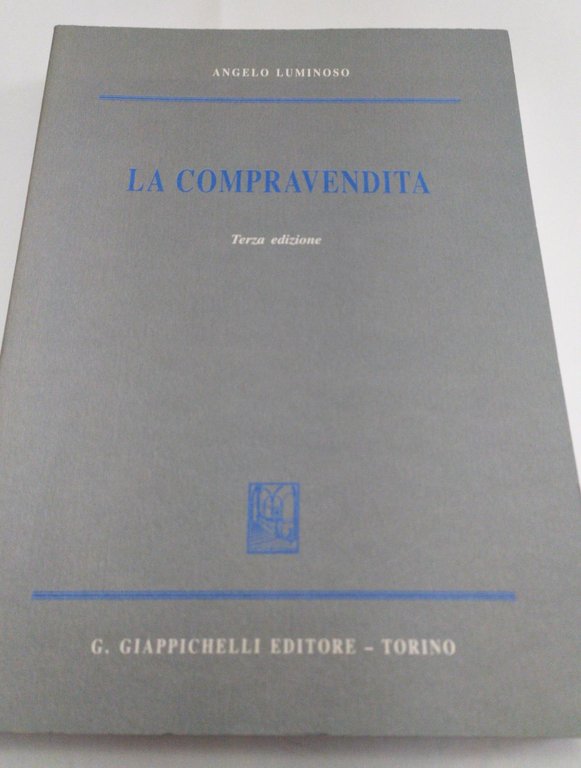 ANGELO LUMINOSO
LA COMPRAVENDITA
Terza edizione
G. GIAPPICHELLI EDITORE – TORINO